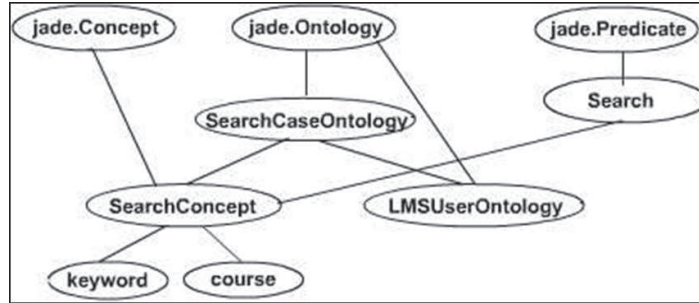 jade.Concept
jade.Ontology
jade.Predicate
Search
SearchCaseOntology
SearchConcept
LMSUserOntology
keyword
course